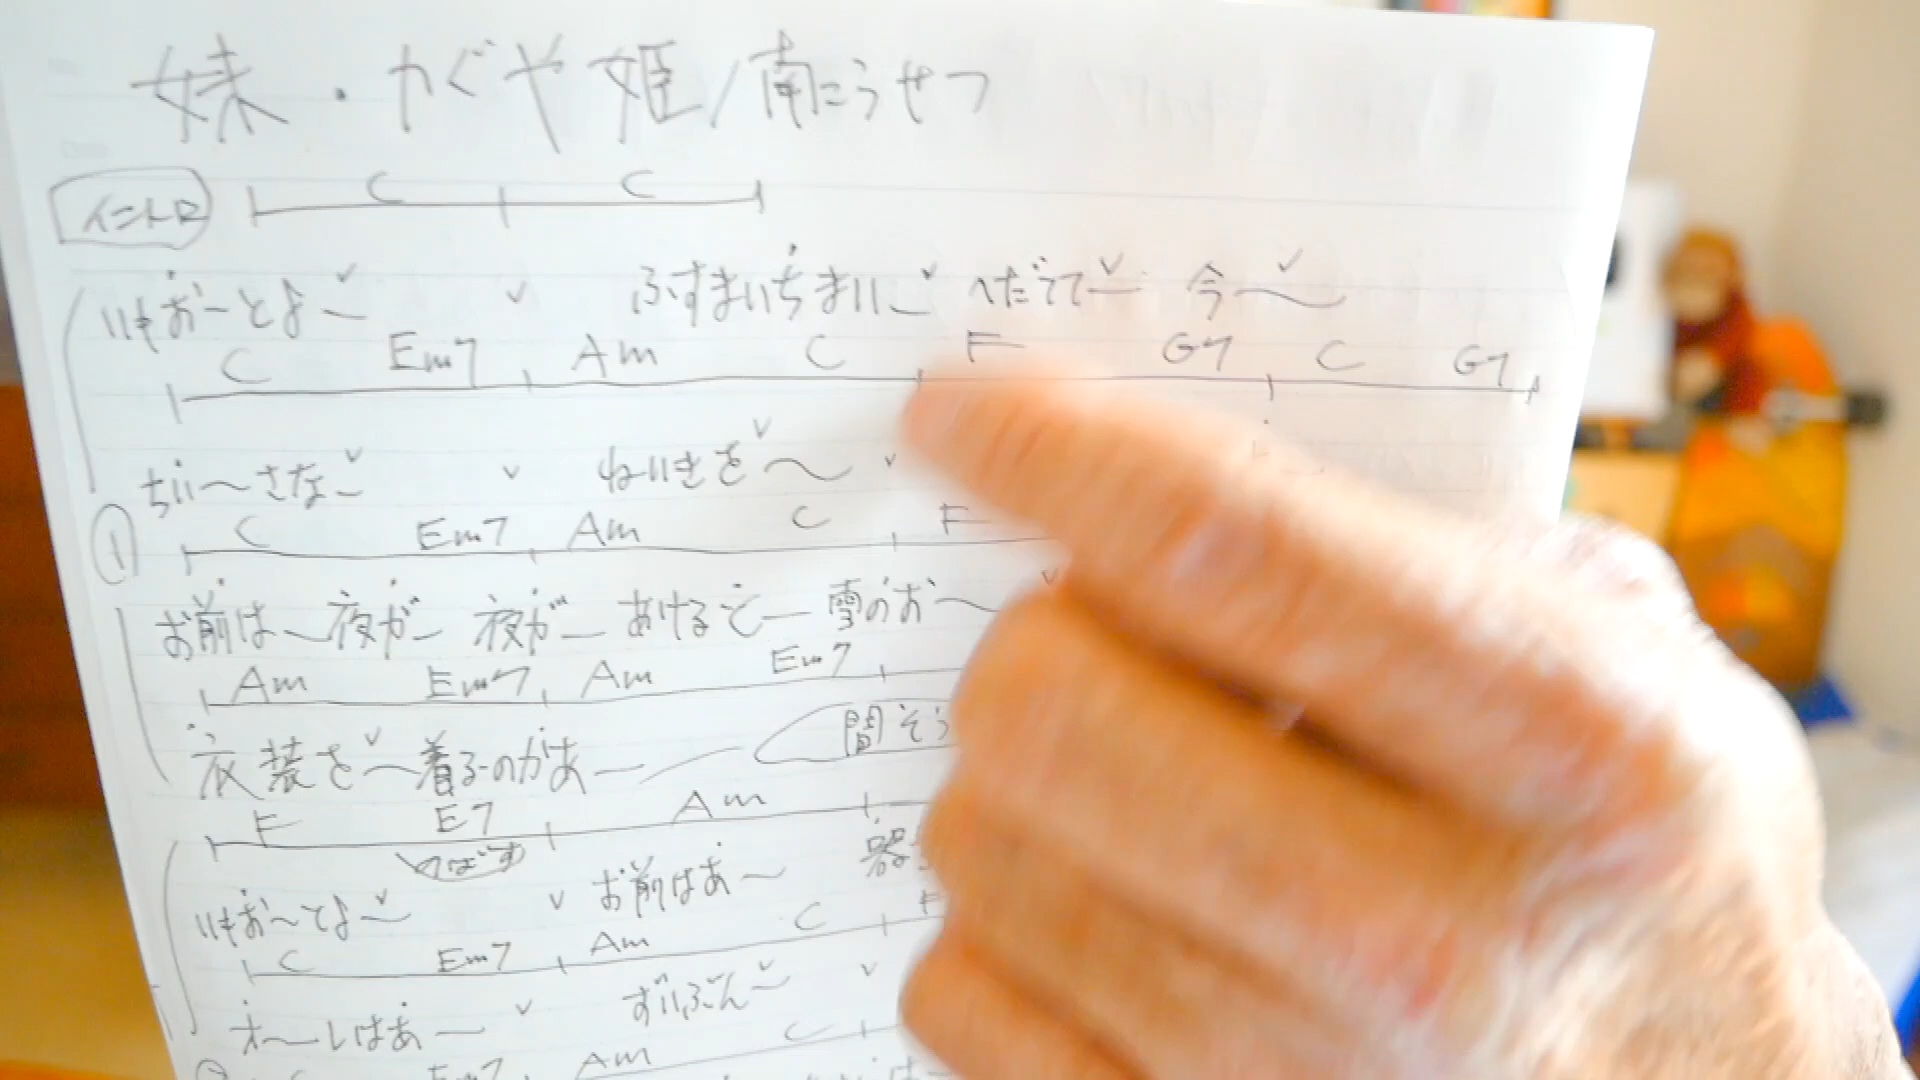 妹・かぐや姫/南こうせつ
イントロ C C
いもおーとよー ふすまいちまいー へだててー 今〜
C Em7 Am C F G7 C G7
ちい〜さなー ねいきを〜
C Em7 Am C F
お前は〜夜がー 夜がー あけるとー 雪のお〜
①
Am Em7 Am Em7
衣装を〜着るのがあー 間そう
F E7 Am
のばす
いもお〜とよー お前はあ〜 器
C Em7 Am C F
オ〜レはあー ずいぶん〜
Em7 Am C